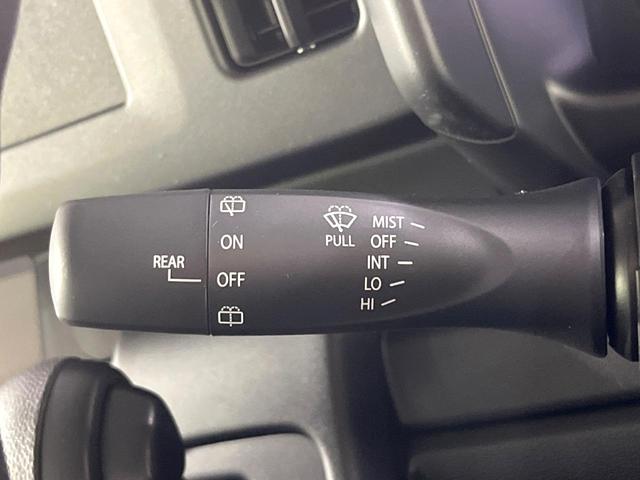 REAR
ON
OFF
PULL
MIST
OFF
INT
LO
HI